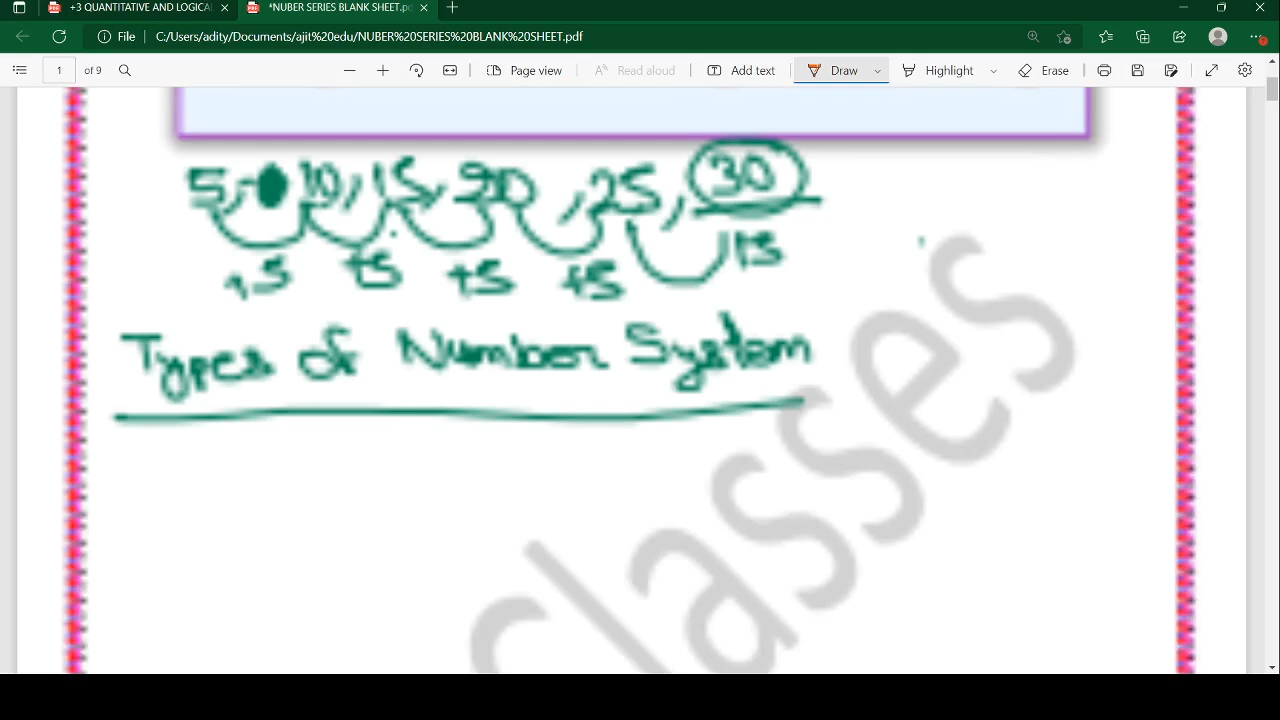 +3 QUANTITATIVE AND LOGICAL
*NUBER SERIES BLANK SHEET.pdf
File C:/Users/adity/Documents/ajit%20edu/NUBER%20SERIES%20BLANK%20SHEET.pdf
1 of 9 Page view Read aloud Add text Draw Highlight Erase
5, 10, 15, 20, 25, 30
+5 +5 +5 +5 +5
Types of Number System
Classes